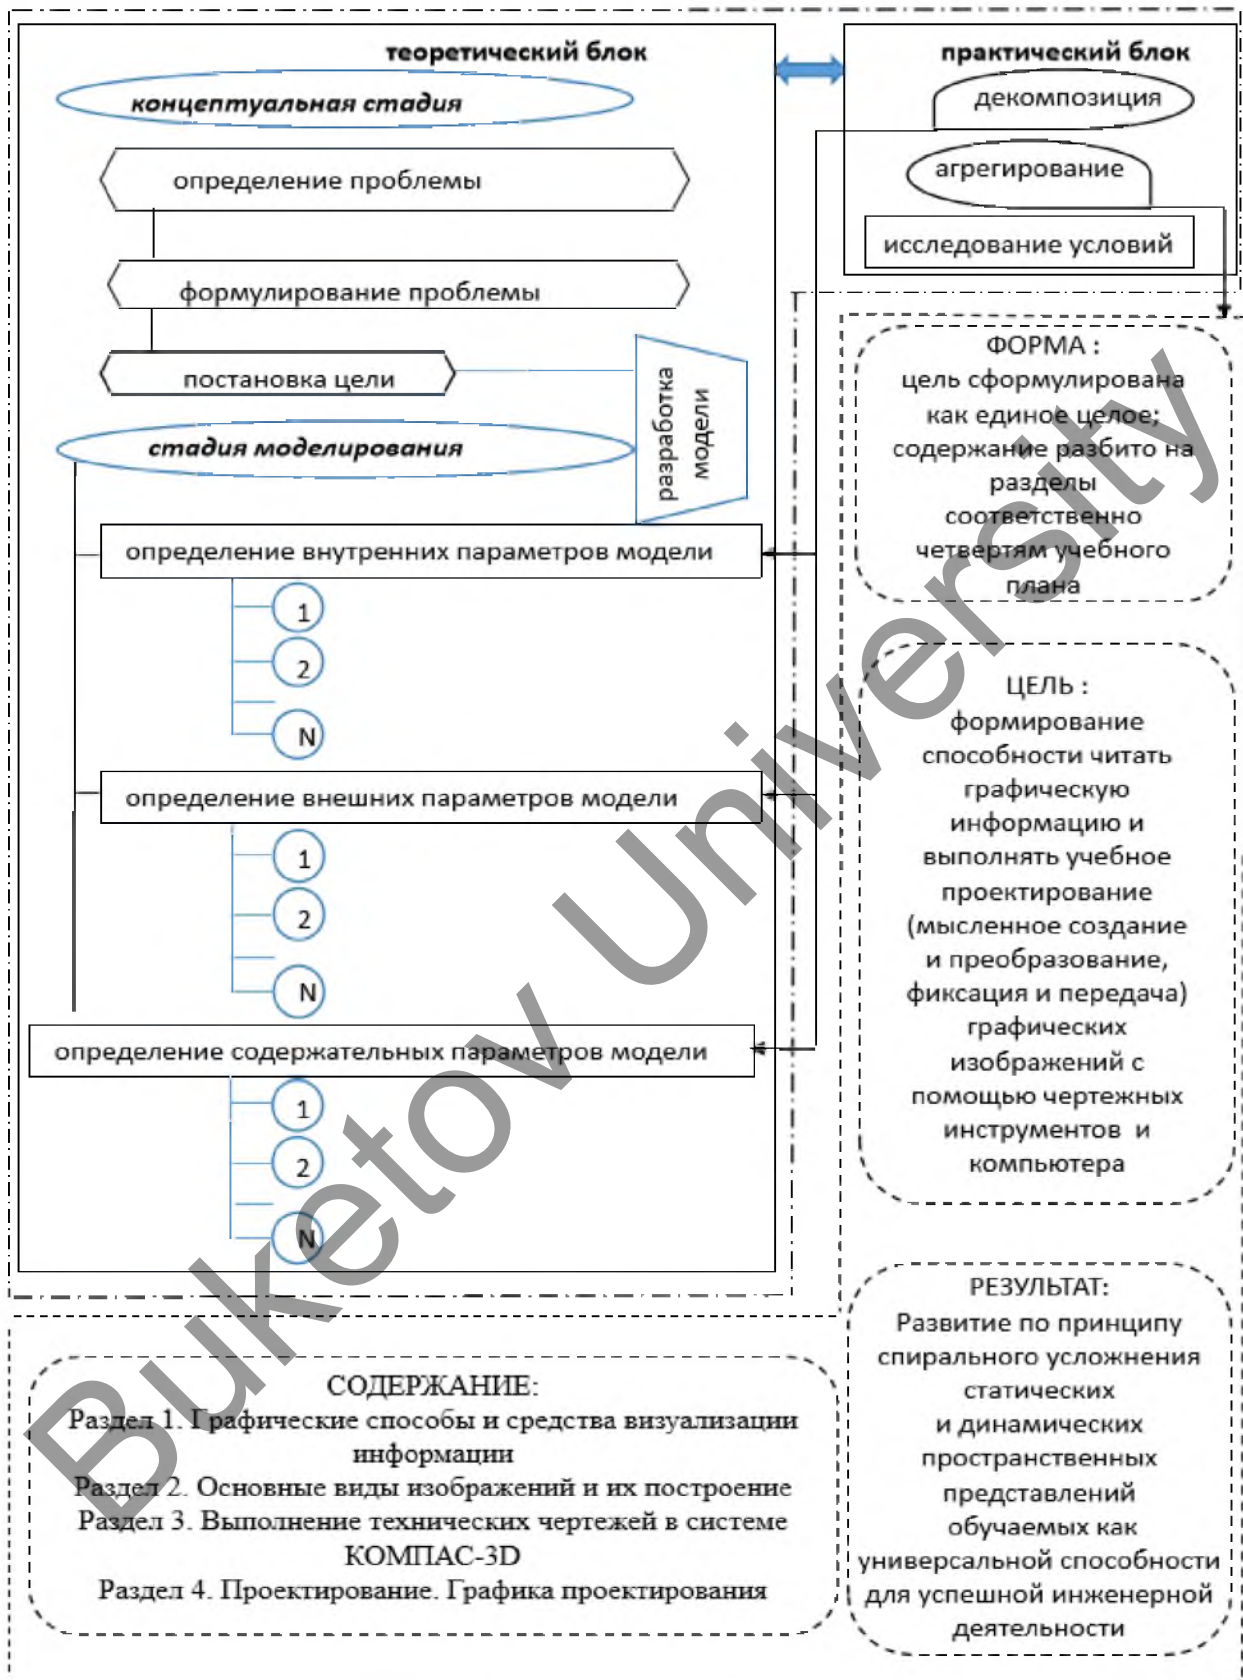 теоретический блок
концептуальная стадия
определение проблемы
формулирование проблемы
постановка цели
разработка
модели
стадия моделирования
определение внутренних параметров модели
1
2
N
определение внешних параметров модели
1
2
N
определение содержательных параметров модели
1
2
N
практический блок
декомпозиция
агрегирование
исследование условий
ФОРМА :
цель сформулирована
как единое целое;
содержание разбито на
разделы
соответственно
четвертям учебного
плана
ЦЕЛЬ :
формирование
способности читать
графическую
информацию и
выполнять учебное
проектирование
(мысленное создание
и преобразование,
фиксация и передача)
графических
изображений с
помощью чертежных
инструментов и
компьютера
РЕЗУЛЬТАТ:
Развитие по принципу
спирального усложнения
статических
и динамических
пространственных
представлений
обучаемых как
универсальной способности
для успешной инженерной
деятельности
СОДЕРЖАНИЕ:
Раздел 1. Графические способы и средства визуализации
информации
Раздел 2. Основные виды изображений и их построение
Раздел 3. Выполнение технических чертежей в системе
КОМПАС-3D
Раздел 4. Проектирование. Графика проектирования
Buketov University